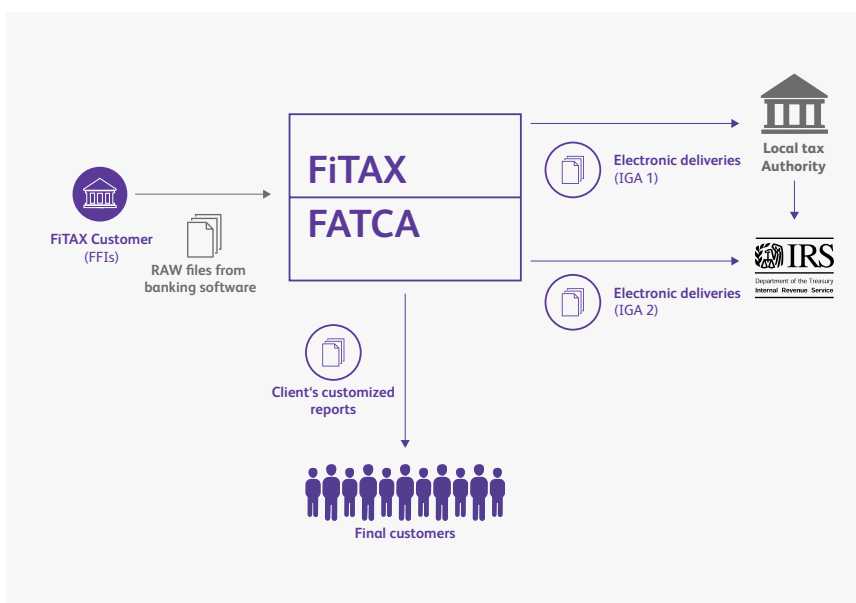 FiTAX Customer
(FFIs)
RAW files from
banking software
FiTAX
FATCA
Electronic deliveries
(IGA 1)
Local tax
Authority
IRS
Department of the Treasury
Internal Revenue Service
Electronic deliveries
(IGA 2)
Client‘s customized
reports
Final customers